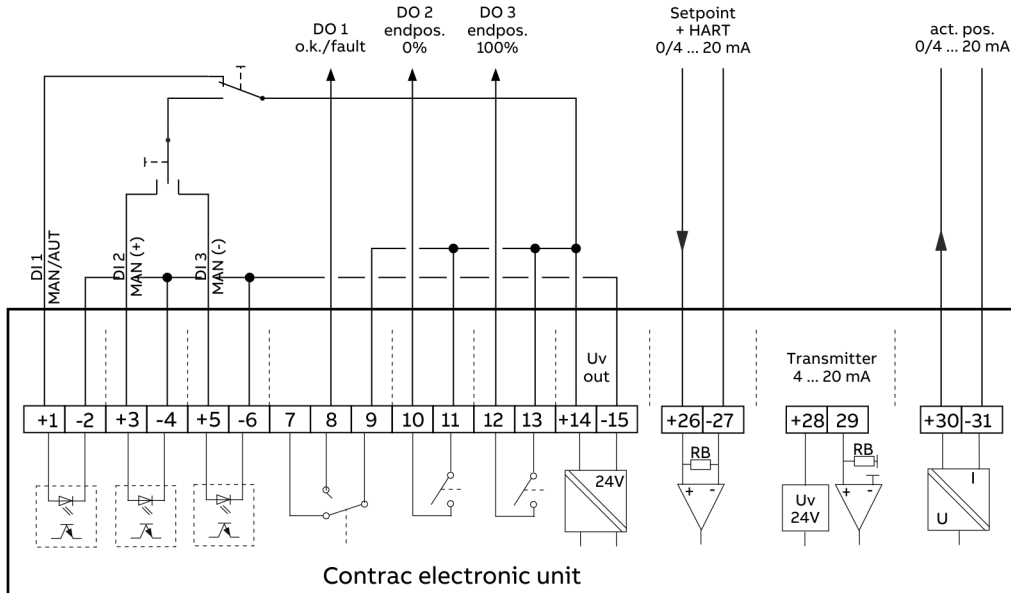 DO 1
o.k./fault
DO 2
endpos.
0%
DO 3
endpos.
100%
Setpoint
+ HART
0/4 ... 20 mA
act. pos.
0/4 ... 20 mA
DI 1
MAN/AUT
DI 2
MAN (+)
DI 3
MAN (-)
Uv
out
Transmitter
4 ... 20 mA
+1 -2 +3 -4 +5 -6 7 8 9 10 11 12 13 +14 -15 +26 -27 +28 29 +30 -31
RB
+ -
24V
Uv
24V
RB
+ -
I
U
Contrac electronic unit